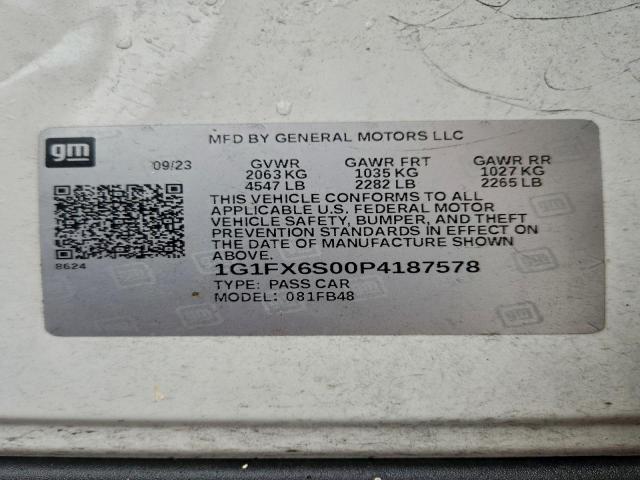 gm
MFD BY GENERAL MOTORS LLC
09/23 GVWR GAWR FRT GAWR RR
2063 KG 1035 KG 1027 KG
4547 LB 2282 LB 2265 LB
THIS VEHICLE CONFORMS TO ALL
APPLICABLE U.S. FEDERAL MOTOR
VEHICLE SAFETY, BUMPER, AND THEFT
PREVENTION STANDARDS IN EFFECT ON
THE DATE OF MANUFACTURE SHOWN
ABOVE.
8624
1G1FX6S00P4187578
TYPE: PASS CAR
MODEL: 081FB48